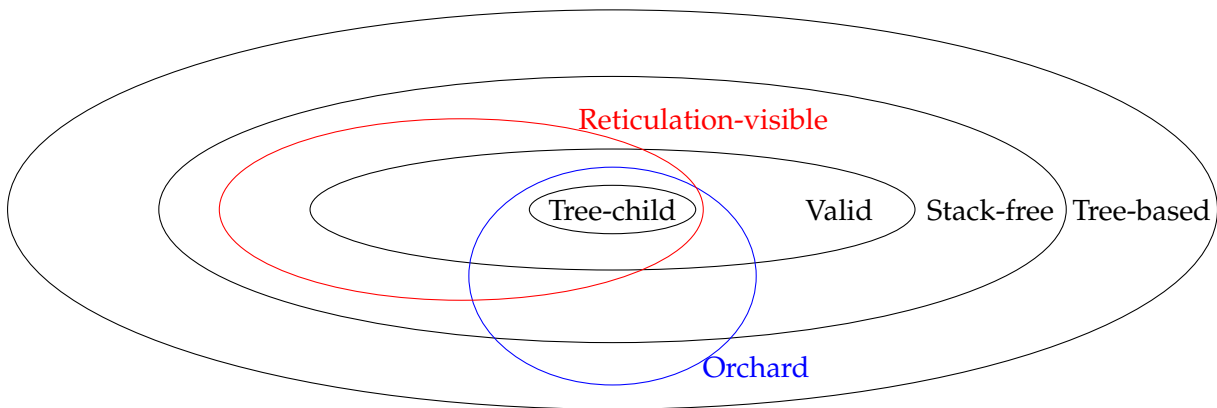 Reticulation-visible
Tree-child
Valid
Stack-free
Tree-based
Orchard